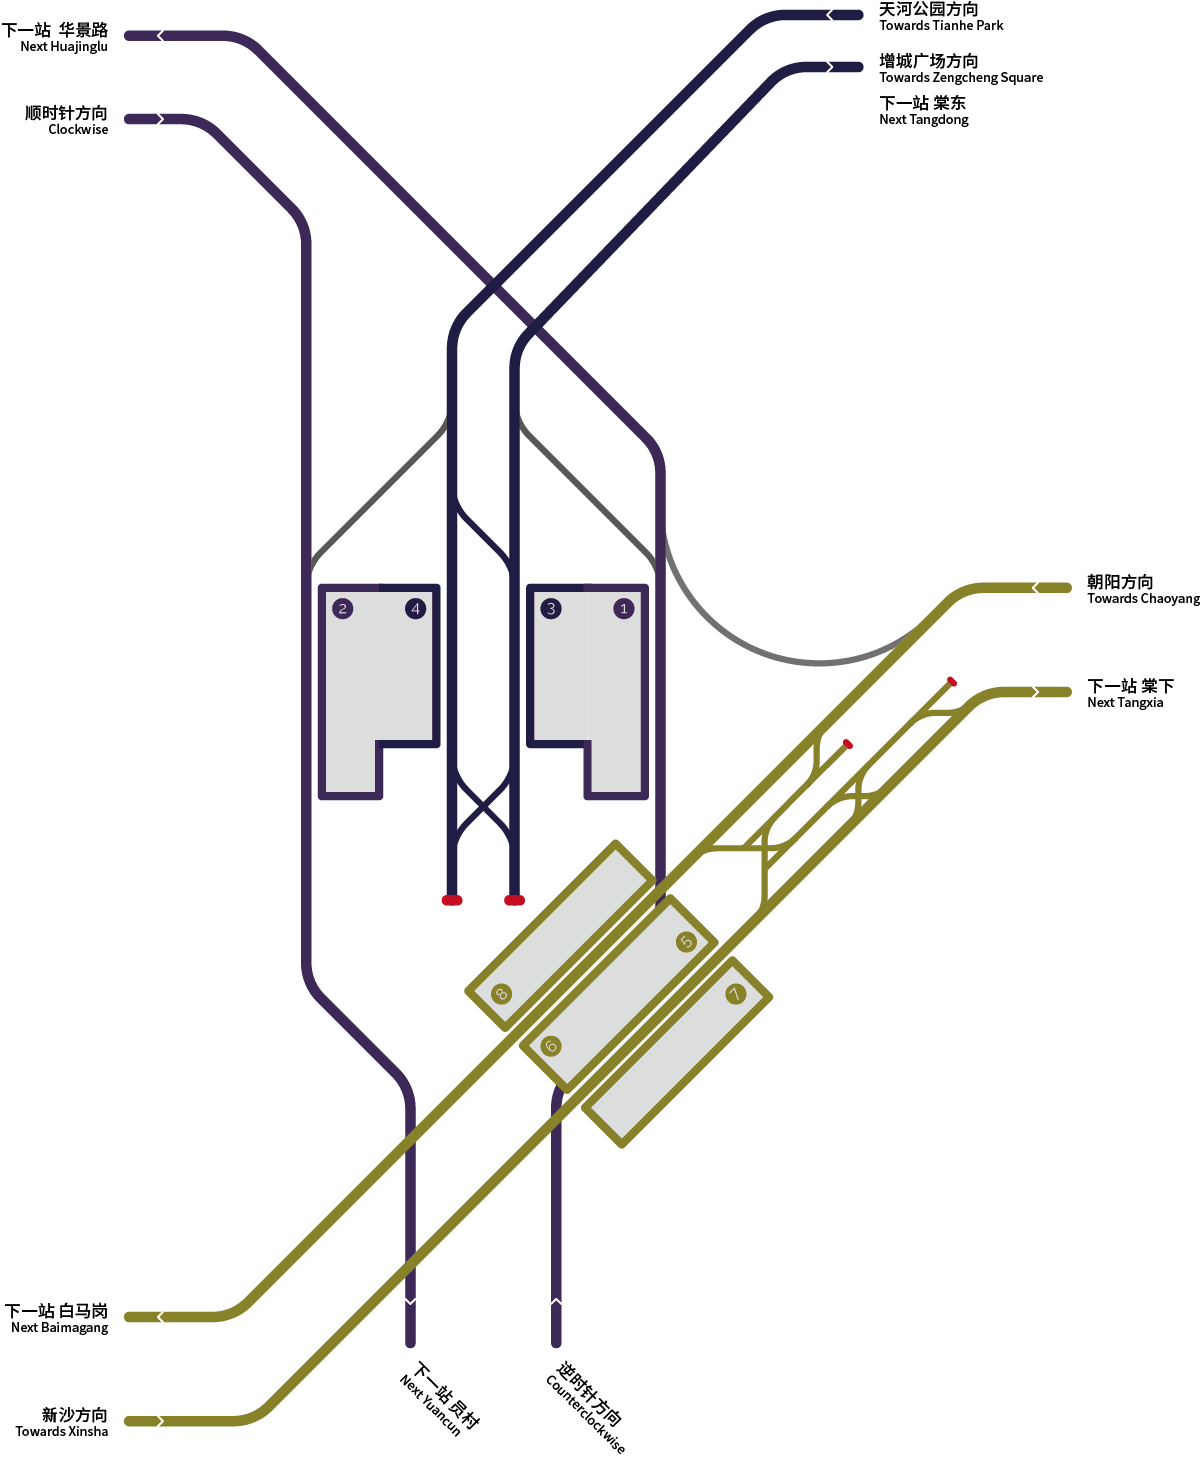 下一站 华景路
Next Huajinglu
顺时针方向
Clockwise
天河公园方向
Towards Tianhe Park
增城广场方向
Towards Zengcheng Square
下一站 棠东
Next Tangdong
2
4
3
1
朝阳方向
Towards Chaoyang
下一站 棠下
Next Tangxia
5
8
7
6
下一站 白马岗
Next Baimagang
新沙方向
Towards Xinsha
下一站 员村
Next Yuancun
逆时针方向
Counterclockwise